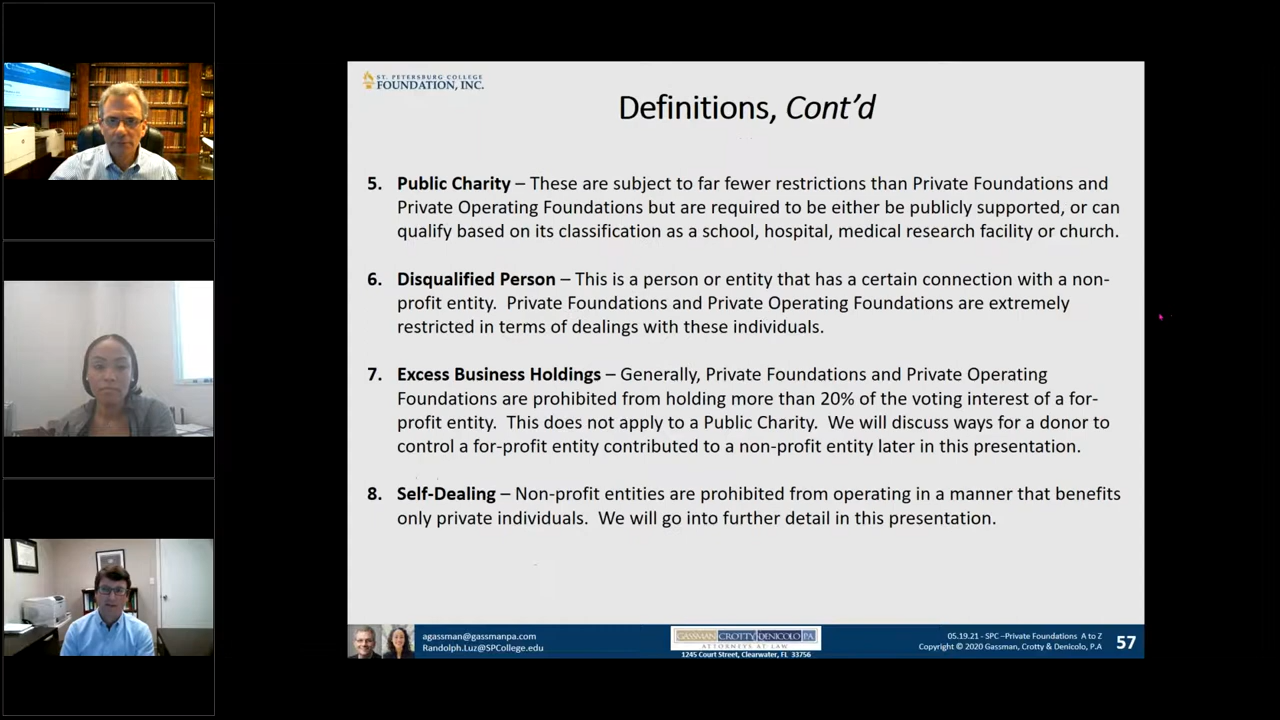 ST. PETERSBURG COLLEGE
FOUNDATION, INC.
Definitions, Cont'd
5. Public Charity – These are subject to far fewer restrictions than Private Foundations and
Private Operating Foundations but are required to be either be publicly supported, or can
qualify based on its classification as a school, hospital, medical research facility or church.
6. Disqualified Person – This is a person or entity that has a certain connection with a non-
profit entity. Private Foundations and Private Operating Foundations are extremely
restricted in terms of dealings with these individuals.
7. Excess Business Holdings – Generally, Private Foundations and Private Operating
Foundations are prohibited from holding more than 20% of the voting interest of a for-
profit entity. This does not apply to a Public Charity. We will discuss ways for a donor to
control a for-profit entity contributed to a non-profit entity later in this presentation.
8. Self-Dealing – Non-profit entities are prohibited from operating in a manner that benefits
only private individuals. We will go into further detail in this presentation.
agassman@gassmanpa.com
Randolph.Luz@SPCollege.edu
GASSMAN CROTTY DENICOLO PA
ATTORNEYS AT LAW
1245 Court Street, Clearwater, FL 33756
05.19.21 - SPC –Private Foundations A to Z
Copyright © 2020 Gassman, Crotty & Denicolo, P.A
57